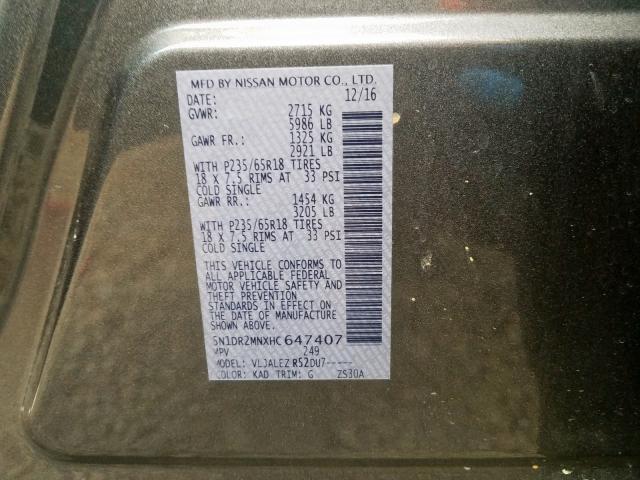 MFD BY NISSAN MOTOR CO., LTD.
DATE: 12/16
GVWR: 2715 KG
5986 LB
GAWR FR.: 1325 KG
2921 LB
WITH P235/65R18 TIRES
18 X 7.5 RIMS AT 33 PSI
COLD SINGLE
GAWR RR.: 1454 KG
3205 LB
WITH P235/65R18 TIRES
18 X 7.5 RIMS AT 33 PSI
COLD SINGLE
THIS VEHICLE CONFORMS TO
ALL APPLICABLE FEDERAL
MOTOR VEHICLE SAFETY AND
THEFT PREVENTION
STANDARDS IN EFFECT ON
THE DATE OF MANUFACTURE
SHOWN ABOVE.
5N1DR2MNXHC647407
MPV 249
MODEL: VLJALEZ R52DU7-----
COLOR: KAD TRIM: G ZS30A